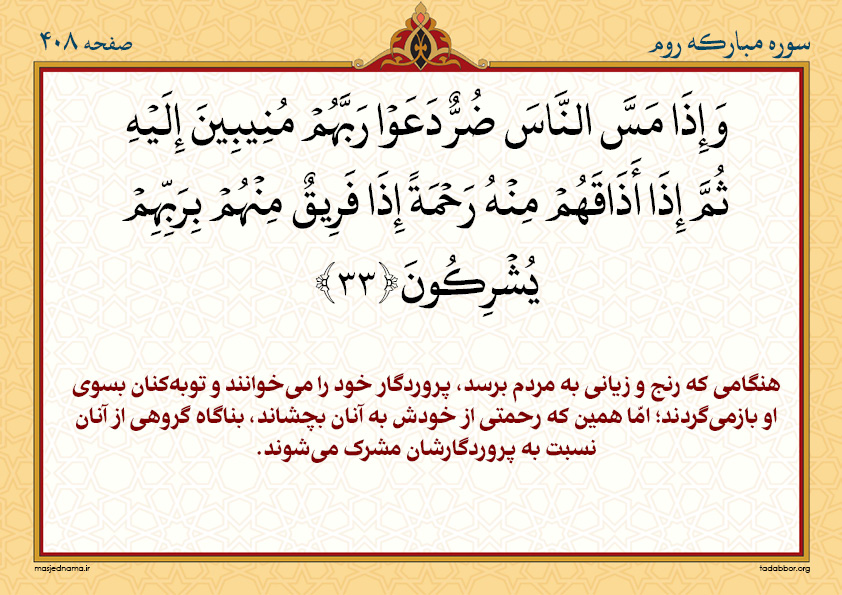 سوره مبارکه روم
صفحه ۴۰۸
وَإِذَا مَسَّ النَّاسَ ضُرٌّ دَعَوْا رَبَّهُمْ مُنِيبِينَ إِلَيْهِ
ثُمَّ إِذَا أَذَاقَهُمْ مِنْهُ رَحْمَةً إِذَا فَرِيقٌ مِنْهُمْ بِرَبِّهِمْ
يُشْرِكُونَ ﴿٣٣﴾
هنگامی که رنج و زیانی به مردم برسد، پروردگار خود را می‌خوانند و توبه‌کنان بسوی
او بازمی‌گردند؛ امّا همین که رحمتی از خودش به آنان بچشاند، بناگاه گروهی از آنان
نسبت به پروردگارشان مشرک می‌شوند.
masjednama.ir
tadabbor.org